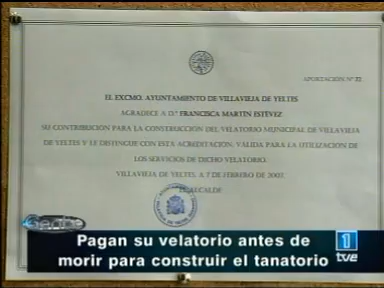 APORTACIÓN Nº 22
EL EXCMO. AYUNTAMIENTO DE VILLAVIEJA DE YELTES
AGRADECE A D.ª FRANCISCA MARTÍN ESTÉVEZ
SU CONTRIBUCIÓN PARA LA CONSTRUCCIÓN DEL VELATORIO MUNICIPAL DE VILLAVIEJA
DE YELTES Y LE DISTINGUE CON ESTA ACREDITACIÓN, VÁLIDA PARA LA UTILIZACIÓN DE
LOS SERVICIOS DE DICHO VELATORIO.
VILLAVIEJA DE YELTES, A 7 DE FEBRERO DE 2003
EL ALCALDE
Gente
Pagan su velatorio antes de
morir para construir el tanatorio
1
tve